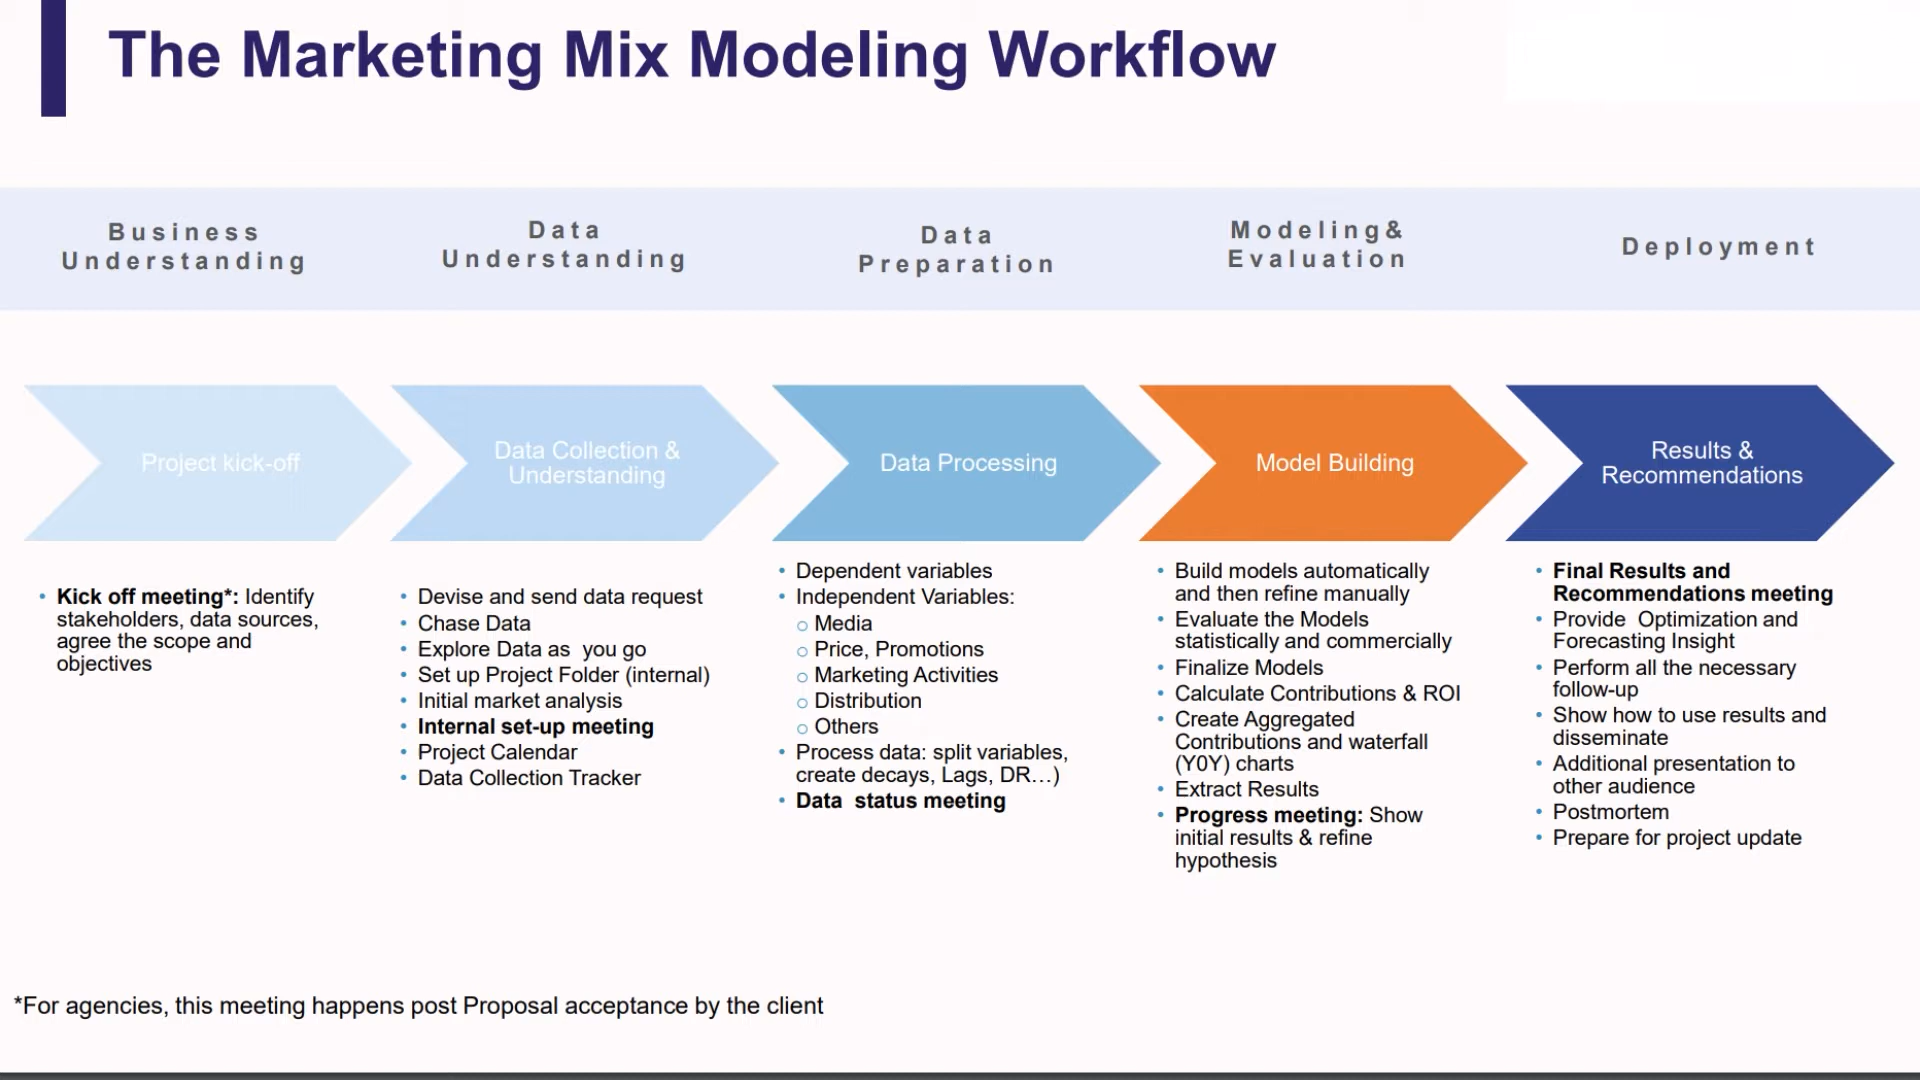 The Marketing Mix Modeling Workflow
Business
Understanding
Data
Understanding
Data
Preparation
Modeling&
Evaluation
Deployment
Project kick-off
Data Collection &
Understanding
Data Processing
Model Building
Results &
Recommendations
• Kick off meeting*: Identify
stakeholders, data sources,
agree the scope and
objectives
• Devise and send data request
• Chase Data
• Explore Data as  you go
• Set up Project Folder (internal)
• Initial market analysis
• Internal set-up meeting
• Project Calendar
• Data Collection Tracker
• Dependent variables
• Independent Variables:
o Media
o Price, Promotions
o Marketing Activities
o Distribution
o Others
• Process data: split variables,
create decays, Lags, DR…)
• Data  status meeting
• Build models automatically
and then refine manually
• Evaluate the Models
statistically and commercially
• Finalize Models
• Calculate Contributions & ROI
• Create Aggregated
Contributions and waterfall
(Y0Y) charts
• Extract Results
• Progress meeting: Show
initial results & refine
hypothesis
• Final Results and
Recommendations meeting
• Provide  Optimization and
Forecasting Insight
• Perform all the necessary
follow-up
• Show how to use results and
disseminate
• Additional presentation to
other audience
• Postmortem
• Prepare for project update
*For agencies, this meeting happens post Proposal acceptance by the client